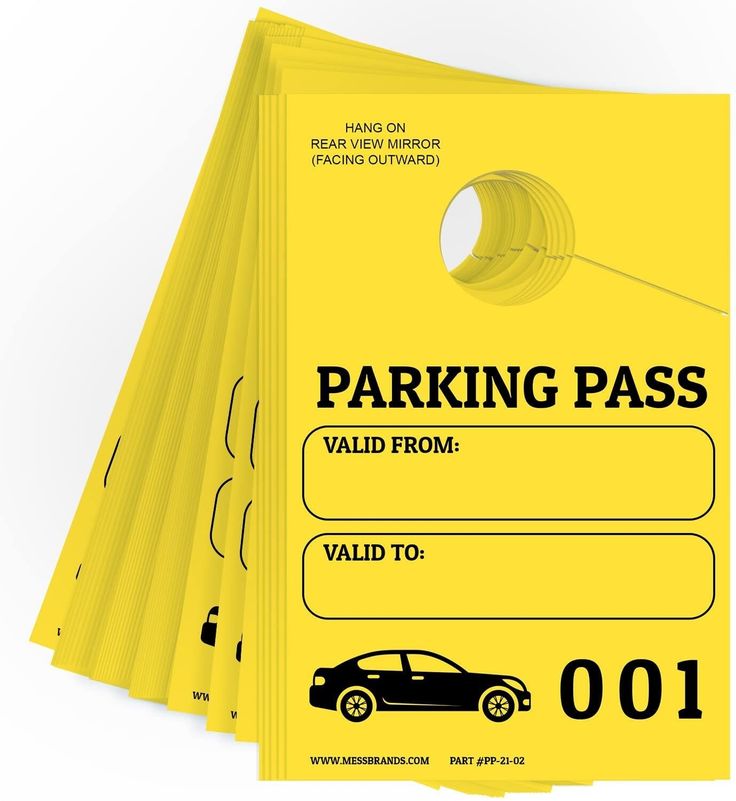 HANG ON
REAR VIEW MIRROR
(FACING OUTWARD)
PARKING PASS
VALID FROM:
VALID TO:
001
WWW.MESSBRANDS.COM PART #PP-21-02